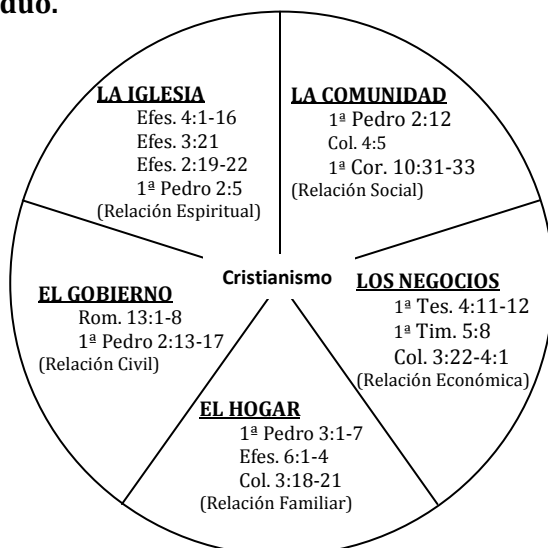 duo.
LA IGLESIA
Efes. 4:1-16
Efes. 3:21
Efes. 2:19-22
1ª Pedro 2:5
(Relación Espiritual)
LA COMUNIDAD
1ª Pedro 2:12
Col. 4:5
1ª Cor. 10:31-33
(Relación Social)
Cristianismo
EL GOBIERNO
Rom. 13:1-8
1ª Pedro 2:13-17
(Relación Civil)
LOS NEGOCIOS
1ª Tes. 4:11-12
1ª Tim. 5:8
Col. 3:22-4:1
(Relación Económica)
EL HOGAR
1ª Pedro 3:1-7
Efes. 6:1-4
Col. 3:18-21
(Relación Familiar)